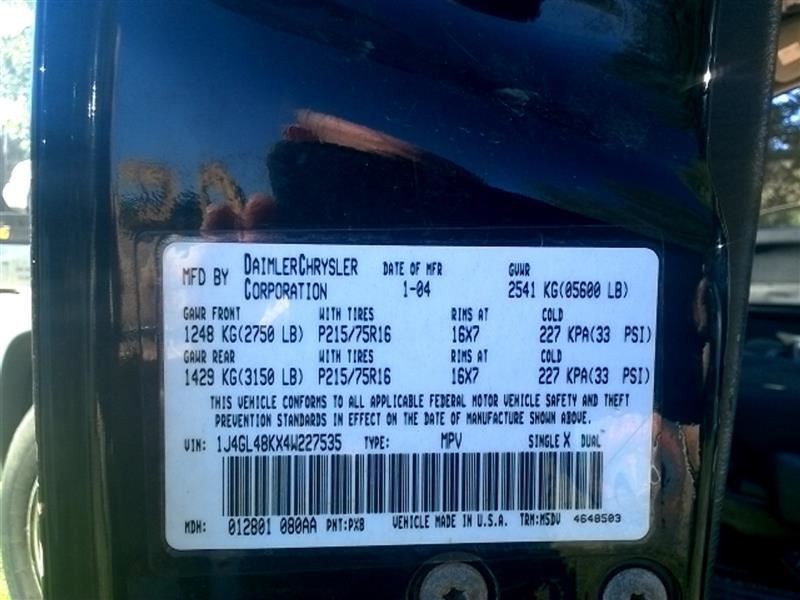 MFD BY DAIMLERCHRYSLER CORPORATION DATE OF MFR 1-04 GVWR 2541 KG(05600 LB)
GAWR FRONT WITH TIRES RIMS AT COLD
1248 KG(2750 LB) P215/75R16 16X7 227 KPA(33 PSI)
GAWR REAR WITH TIRES RIMS AT COLD
1429 KG(3150 LB) P215/75R16 16X7 227 KPA(33 PSI)
THIS VEHICLE CONFORMS TO ALL APPLICABLE FEDERAL MOTOR VEHICLE SAFETY AND THEFT
PREVENTION STANDARDS IN EFFECT ON THE DATE OF MANUFACTURE SHOWN ABOVE.
VIN: 1J4GL48KX4W227535 TYPE: MPV SINGLE X DUAL
MDH: 012801 080AA PNT:PXB VEHICLE MADE IN U.S.A. TRM:M5DV 4648503